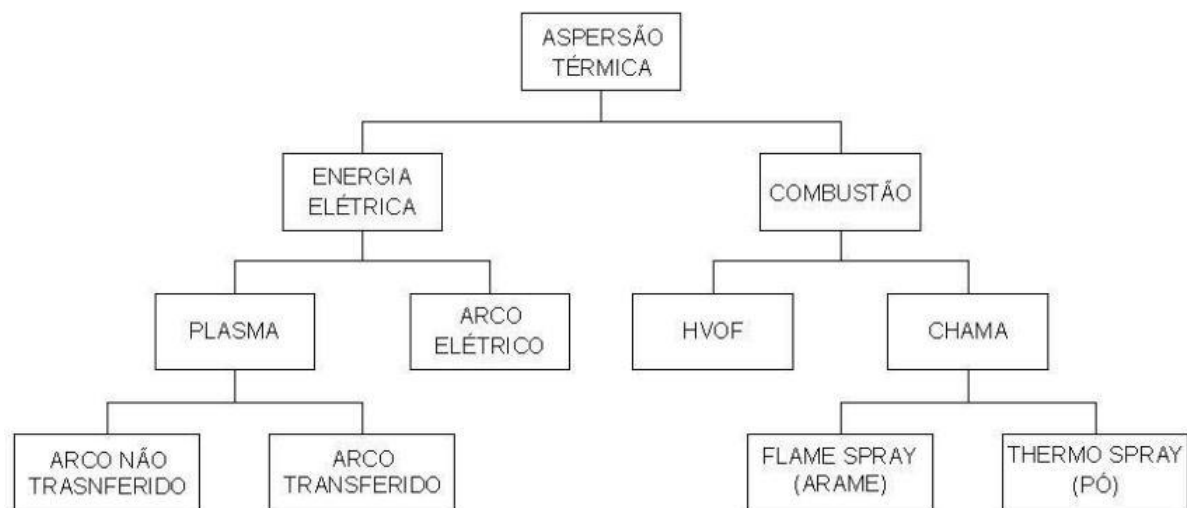 ASPERSÃO
TÉRMICA
ENERGIA
ELÉTRICA
COMBUSTÃO
PLASMA
ARCO
ELÉTRICO
HVOF
CHAMA
ARCO NÃO
TRASNFERIDO
ARCO
TRANSFERIDO
FLAME SPRAY
(ARAME)
THERMO SPRAY
(PÓ)